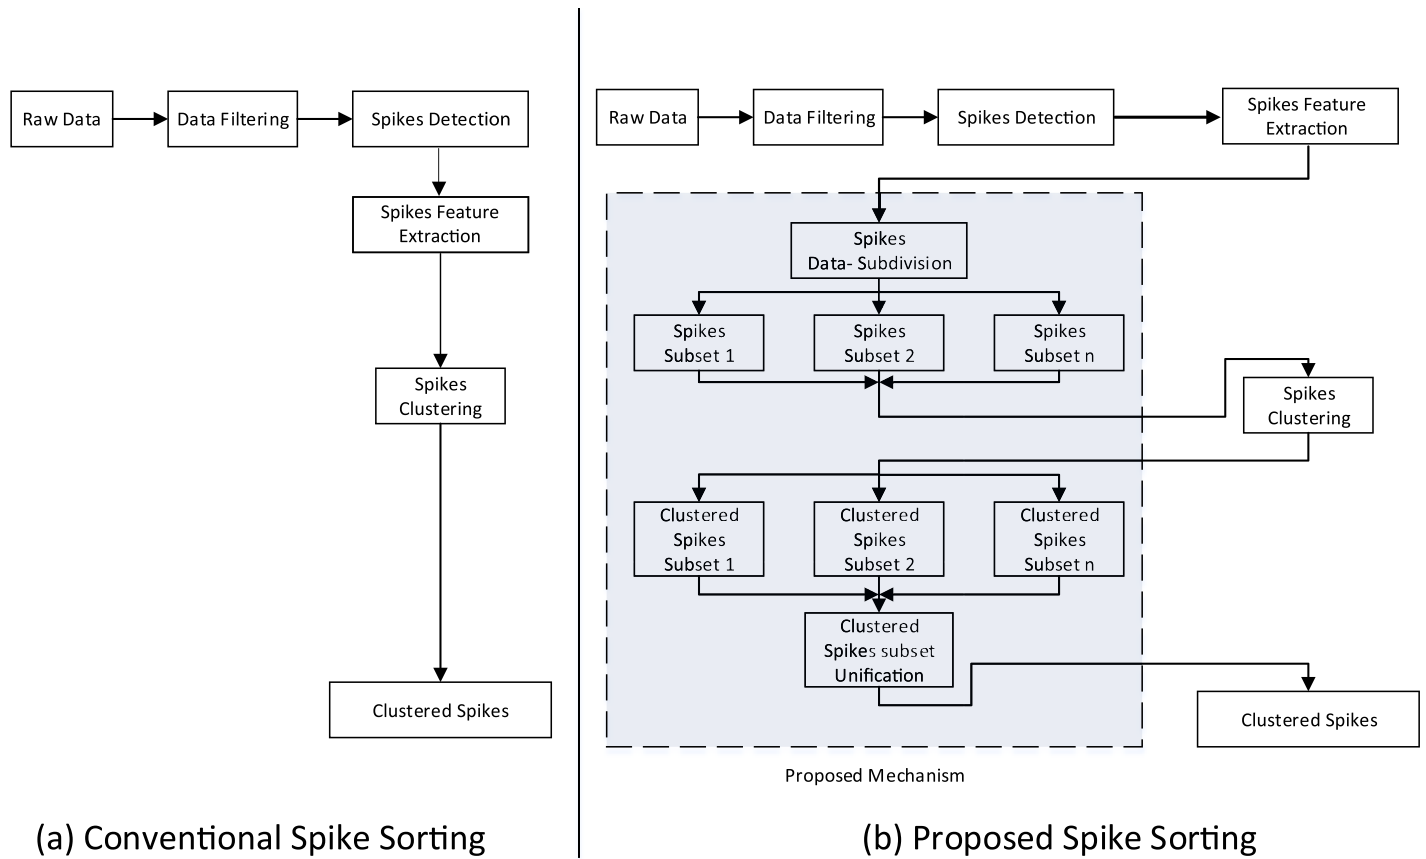 Raw Data
Data Filtering
Spikes Detection
Spikes Feature
Extraction
Spikes
Clustering
Clustered Spikes
(a) Conventional Spike Sorting
Raw Data
Data Filtering
Spikes Detection
Spikes Feature
Extraction
Spikes
Data- Subdivision
Spikes
Subset 1
Spikes
Subset 2
Spikes
Subset n
Spikes
Clustering
Clustered
Spikes
Subset 1
Clustered
Spikes
Subset 2
Clustered
Spikes
Subset n
Clustered
Spikes subset
Unification
Clustered Spikes
Proposed Mechanism
(b) Proposed Spike Sorting